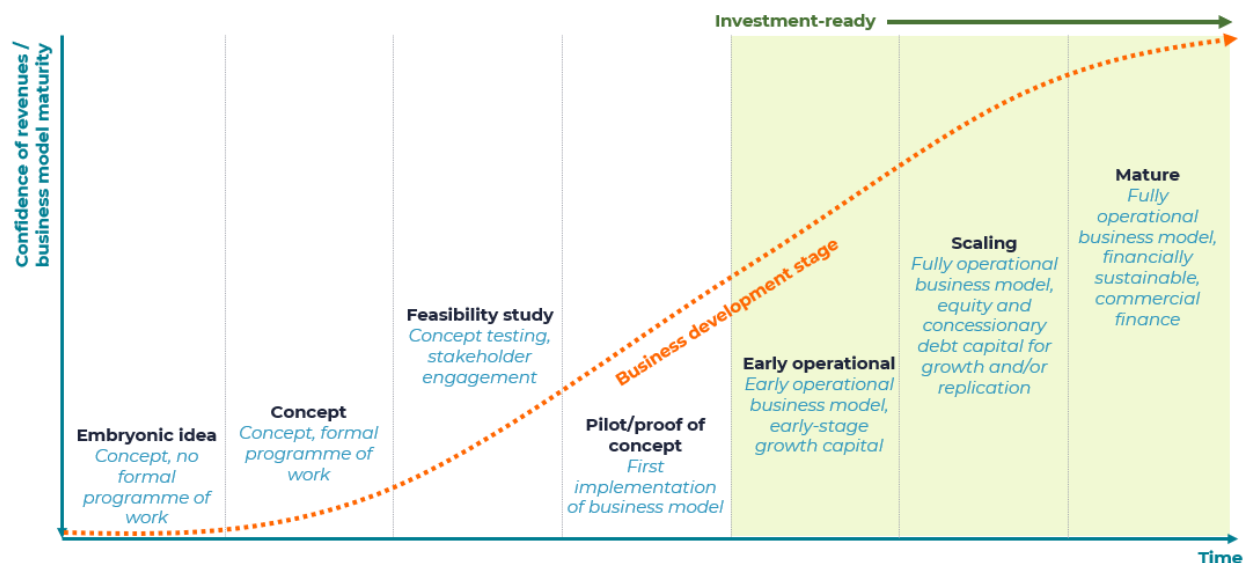 Investment-ready
Confidence of revenues /
business model maturity
Embryonic idea
Concept, no
formal
programme of
work
Concept
Concept, formal
programme of
work
Feasibility study
Concept testing,
stakeholder
engagement
Pilot/proof of
concept
First
implementation
of business model
Business development stage
Early operational
Early operational
business model,
early-stage
growth capital
Scaling
Fully operational
business model,
equity and
concessionary
debt capital for
growth and/or
replication
Mature
Fully
operational
business model,
financially
sustainable,
commercial
finance
Time